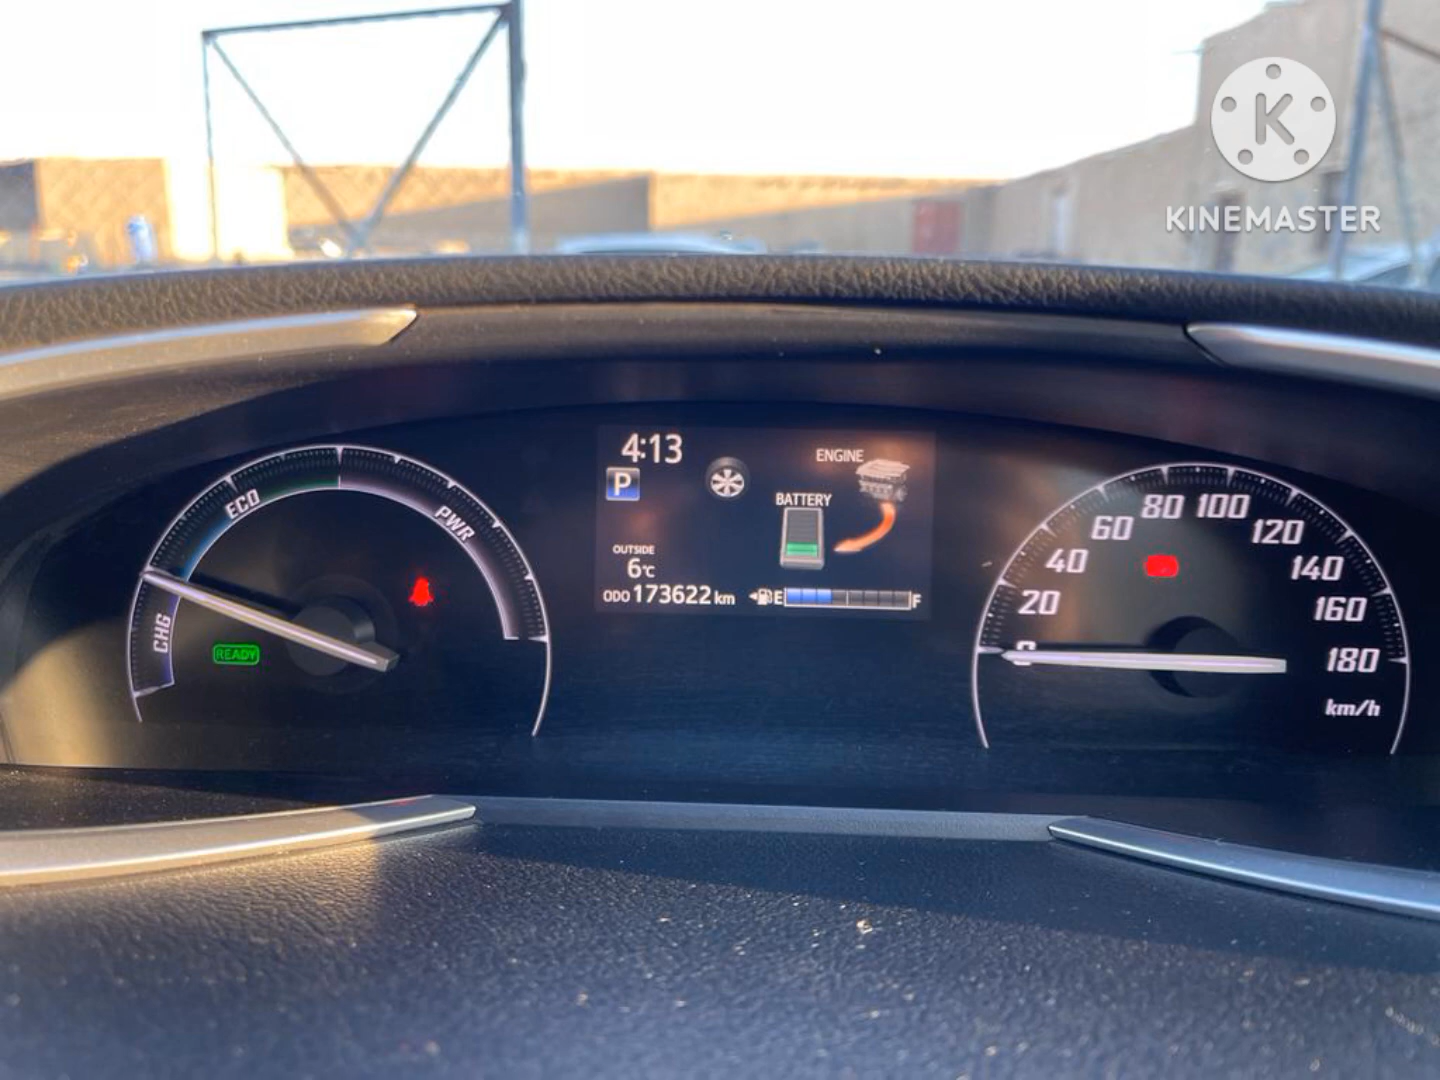 K
KINEMASTER
4:13
P
ENGINE
BATTERY
OUTSIDE
6°C
ODO 173622 km
E
F
CHG
ECO
PWR
READY
0
20
40
60
80
100
120
140
160
180
km/h